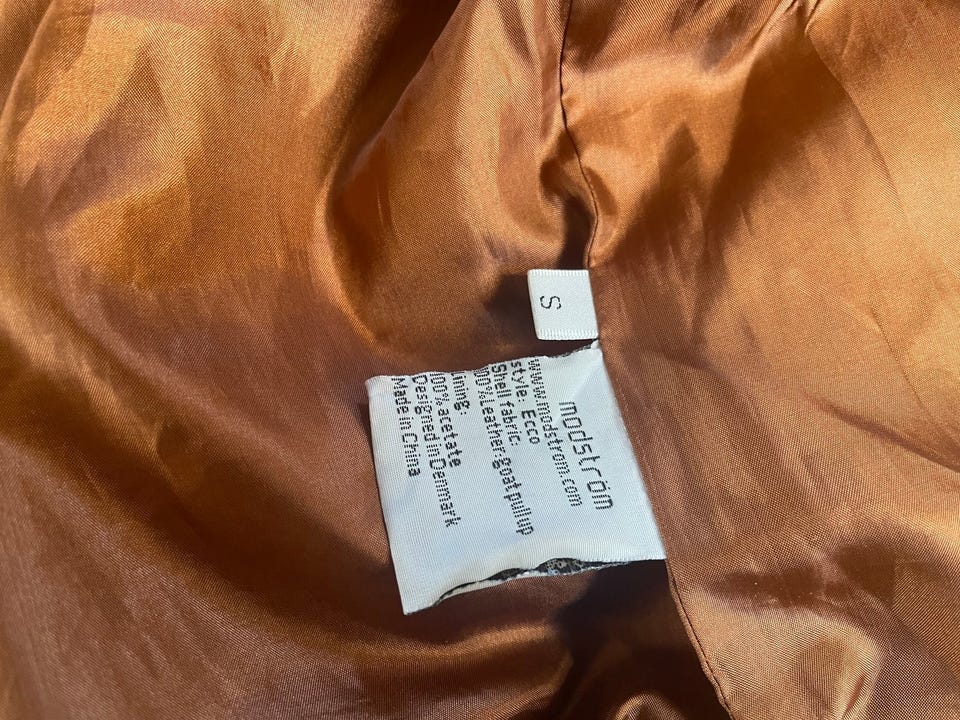 S
modström
www.modstrom.com
style: Ecco
Shell fabric:
100% Leather:goat pullup
Lining:
100% acetate
Designed in Denmark
Made in China